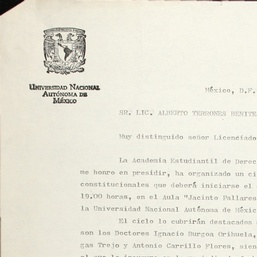 UNIVERSIDAD NACIONAL
AUTÓNOMA DE
MÉXICO
México, D.F.
SR. LIC. ALBERTO TERRONES BENITE
Muy distinguido señor Licenciado
La Academia Estudiantil de Derec
me honro en presidir, ha organizado un ci
constitucionales que deberá iniciarse el
19.00 horas, en el Aula "Jacinto Pallares
la Universidad Nacional Autónoma de Méxic
El ciclo lo cubrirán destacados
son los Doctores Ignacio Burgoa Orihuela,
gas Trejo y Antonio Carrillo Flores, sien